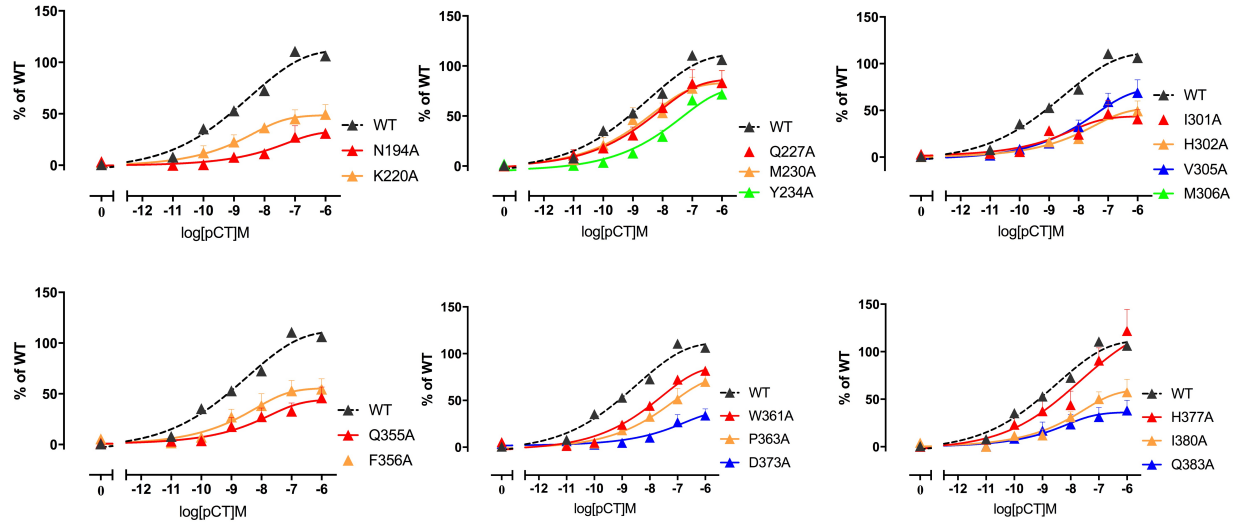 150
100
50
0
% of WT
0
-12 -11 -10 -9 -8 -7 -6
log[pCT]M
WT
N194A
K220A
150
100
50
0
% of WT
0
-12 -11 -10 -9 -8 -7 -6
log[pCT]M
WT
Q227A
M230A
Y234A
150
100
50
0
% of WT
0
-12 -11 -10 -9 -8 -7 -6
log[pCT]M
WT
I301A
H302A
V305A
M306A
150
100
50
0
% of WT
0
-12 -11 -10 -9 -8 -7 -6
log[pCT]M
WT
Q355A
F356A
150
100
50
0
% of WT
0
-12 -11 -10 -9 -8 -7 -6
log[pCT]M
WT
W361A
P363A
D373A
150
100
50
0
% of WT
0
-12 -11 -10 -9 -8 -7 -6
log[pCT]M
WT
H377A
I380A
Q383A